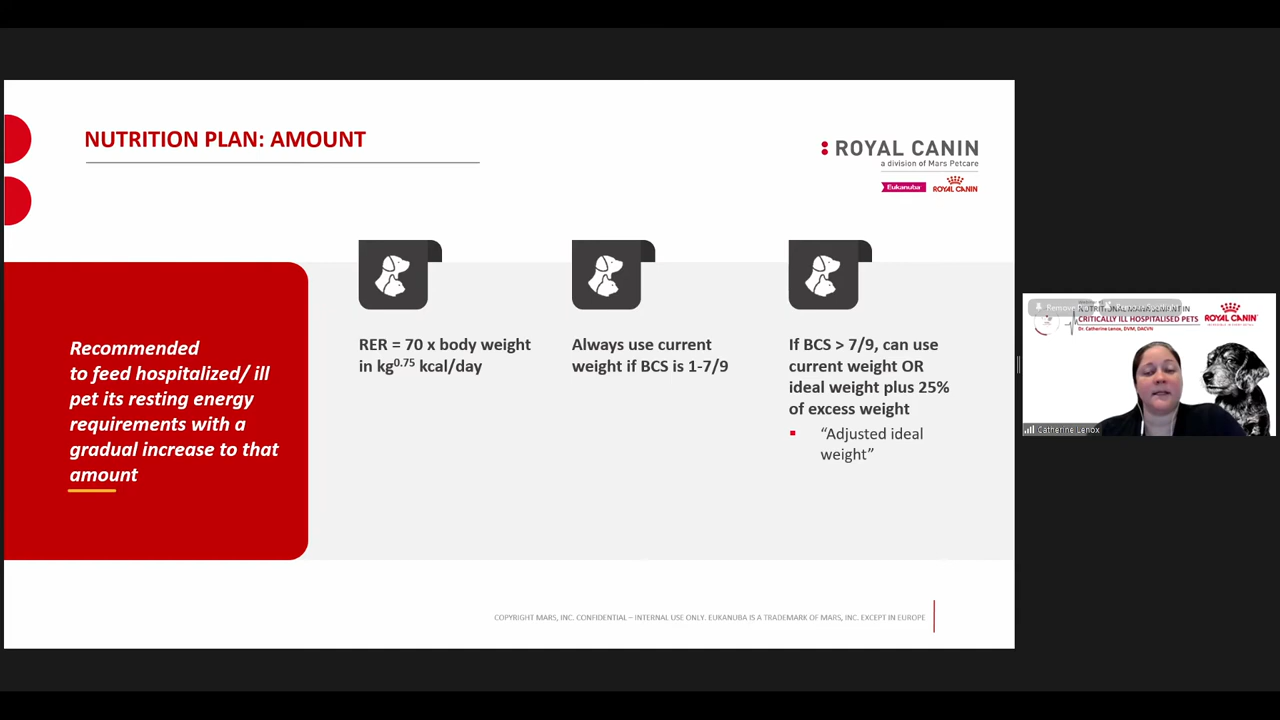 NUTRITION PLAN: AMOUNT
ROYAL CANIN
a division of Mars Petcare
Eukanuba
ROYAL CANIN
Recommended
to feed hospitalized/ ill
pet its resting energy
requirements with a
gradual increase to that
amount
RER = 70 x body weight
in kg0.75 kcal/day
Always use current
weight if BCS is 1-7/9
If BCS > 7/9, can use
current weight OR
ideal weight plus 25%
of excess weight
“Adjusted ideal
weight”
COPYRIGHT MARS, INC. CONFIDENTIAL – INTERNAL USE ONLY. EUKANUBA IS A TRADEMARK OF MARS, INC. EXCEPT IN EUROPE
NUTRITIONAL MANAGEMENT IN
CRITICALLY ILL HOSPITALISED PETS
Dr. Catherine Lenox, DVM, DACVN
ROYAL CANIN
Catherine Lenox